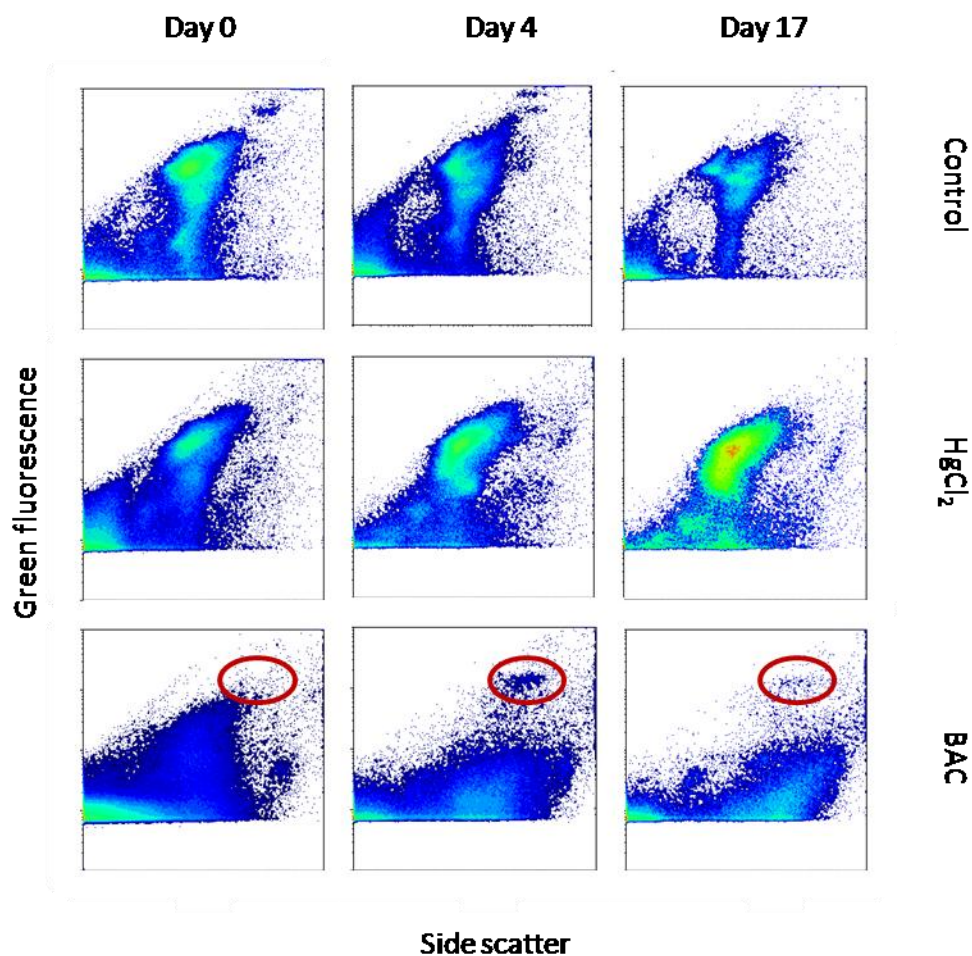 Day 0 Day 4 Day 17
Control
Green fluorescence
HgCl₂
BAC
Side scatter